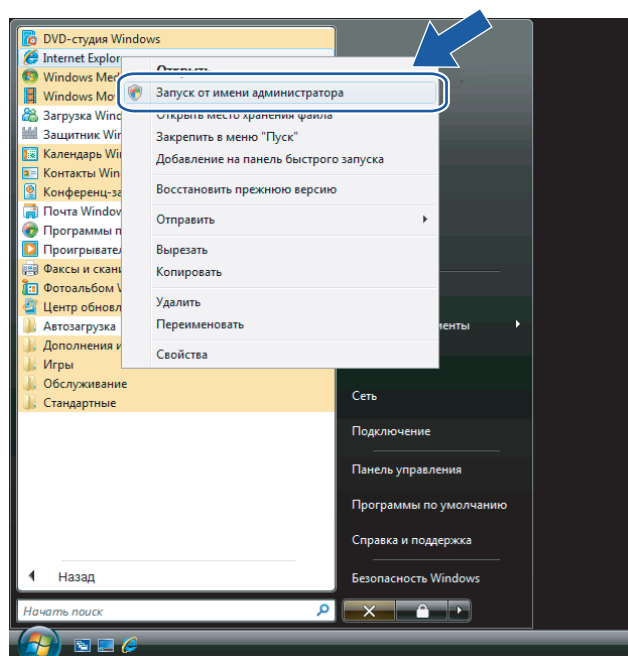 DVD-студия Windows
Internet Explor
Windows Med
Windows Mo
Загрузка Wind
Защитник Wir
Календарь Wi
Контакты Win
Конференц-за
Почта Window
Программы п
Проигрывател
Факсы и скани
Фотоальбом W
Центр обновл
Автозагрузка
Дополнения и
Игры
Обслуживание
Стандартные
Назад
Начать поиск
Открыть
Запуск от имени администратора
Открыть место хранения файла
Закрепить в меню "Пуск"
Добавление на панель быстрого запуска
Восстановить прежнюю версию
Отправить
Вырезать
Копировать
Удалить
Переименовать
Свойства
менты
Сеть
Подключение
Панель управления
Программы по умолчанию
Справка и поддержка
Безопасность Windows